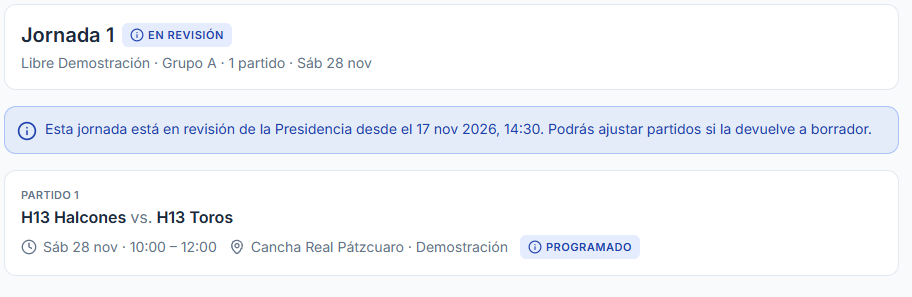 Jornada 1 EN REVISIÓN
Libre Demostración · Grupo A · 1 partido · Sáb 28 nov
Esta jornada está en revisión de la Presidencia desde el 17 nov 2026, 14:30. Podrás ajustar partidos si la devuelve a borrador.
PARTIDO 1
H13 Halcones vs. H13 Toros
Sáb 28 nov · 10:00 – 12:00 Cancha Real Pátzcuaro · Demostración PROGRAMADO